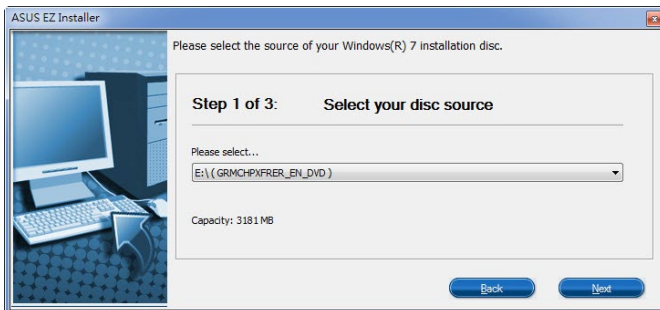 ASUS EZ Installer
Please select the source of your Windows(R) 7 installation disc.
Step 1 of 3: Select your disc source
Please select...
E:\ ( GRMCHPXFRER_EN_DVD )
Capacity: 3181 MB
Back Next